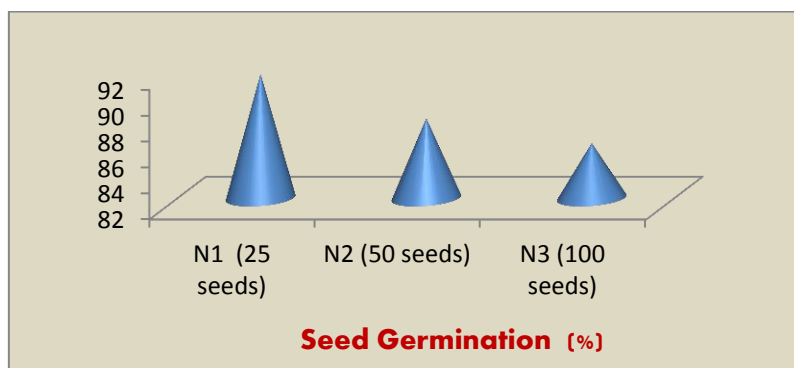 92
90
88
86
84
82
N1 (25 seeds)
N2 (50 seeds)
N3 (100 seeds)
Seed Germination (%)